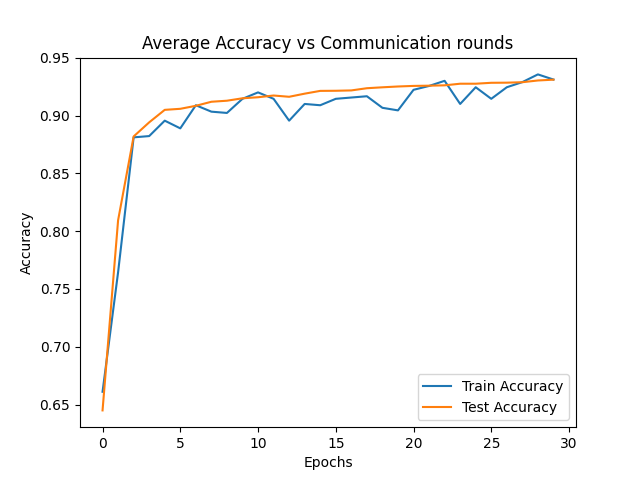 Average Accuracy vs Communication rounds
0.95
0.90
0.85
0.80
0.75
0.70
0.65
Accuracy
0 5 10 15 20 25 30
Epochs
Train Accuracy
Test Accuracy